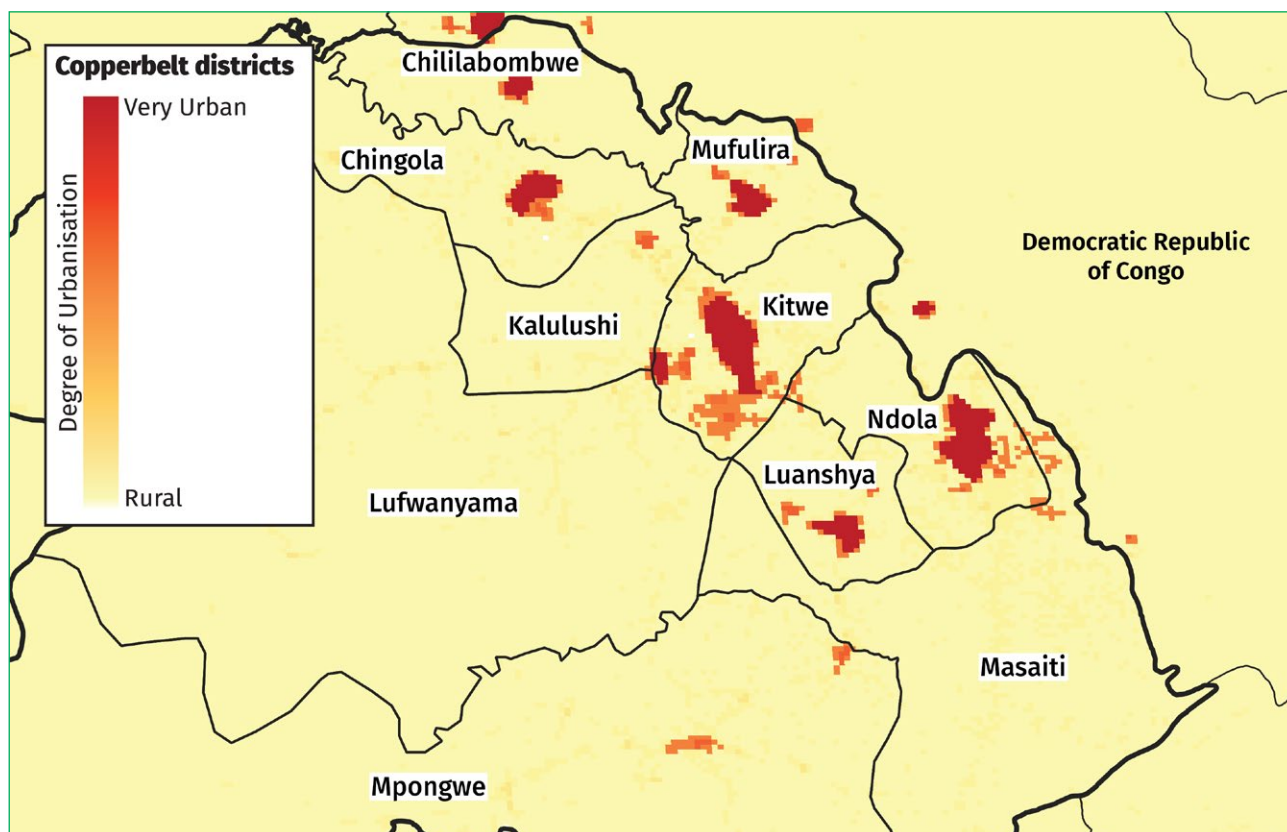 Copperbelt districts
Very Urban
Degree of Urbanisation
Rural
Chililabombwe
Chingola
Mufulira
Democratic Republic
of Congo
Kalulushi
Kitwe
Ndola
Luanshya
Lufwanyama
Masaiti
Mpongwe